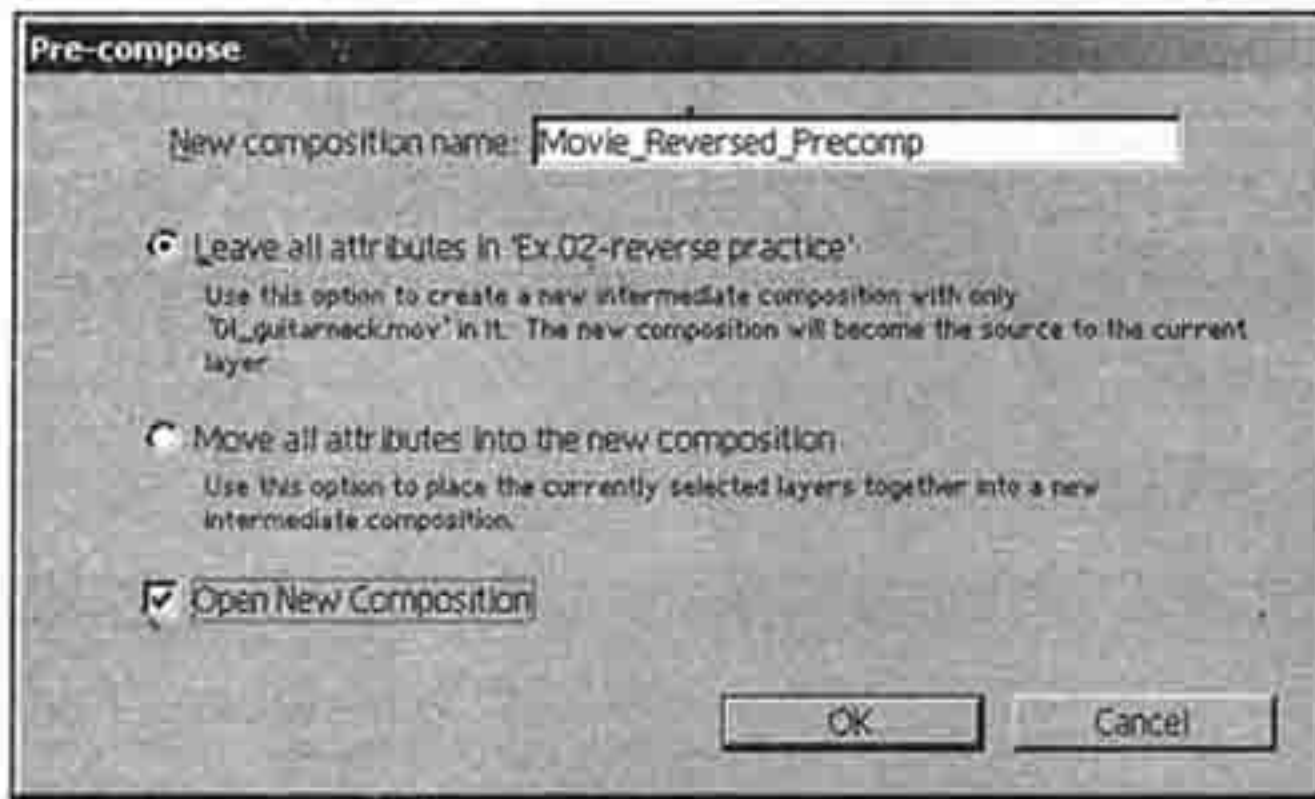 Pre-compose
New composition name: Movie_Reversed_Precomp
Leave all attributes in 'Ex.02-reverse practice'
Use this option to create a new intermediate composition with only
'DI_guitarneck.mov' in it. The new composition will become the source to the current
layer
Move all attributes into the new composition
Use this option to place the currently selected layers together into a new
intermediate composition.
Open New Composition
OK Cancel